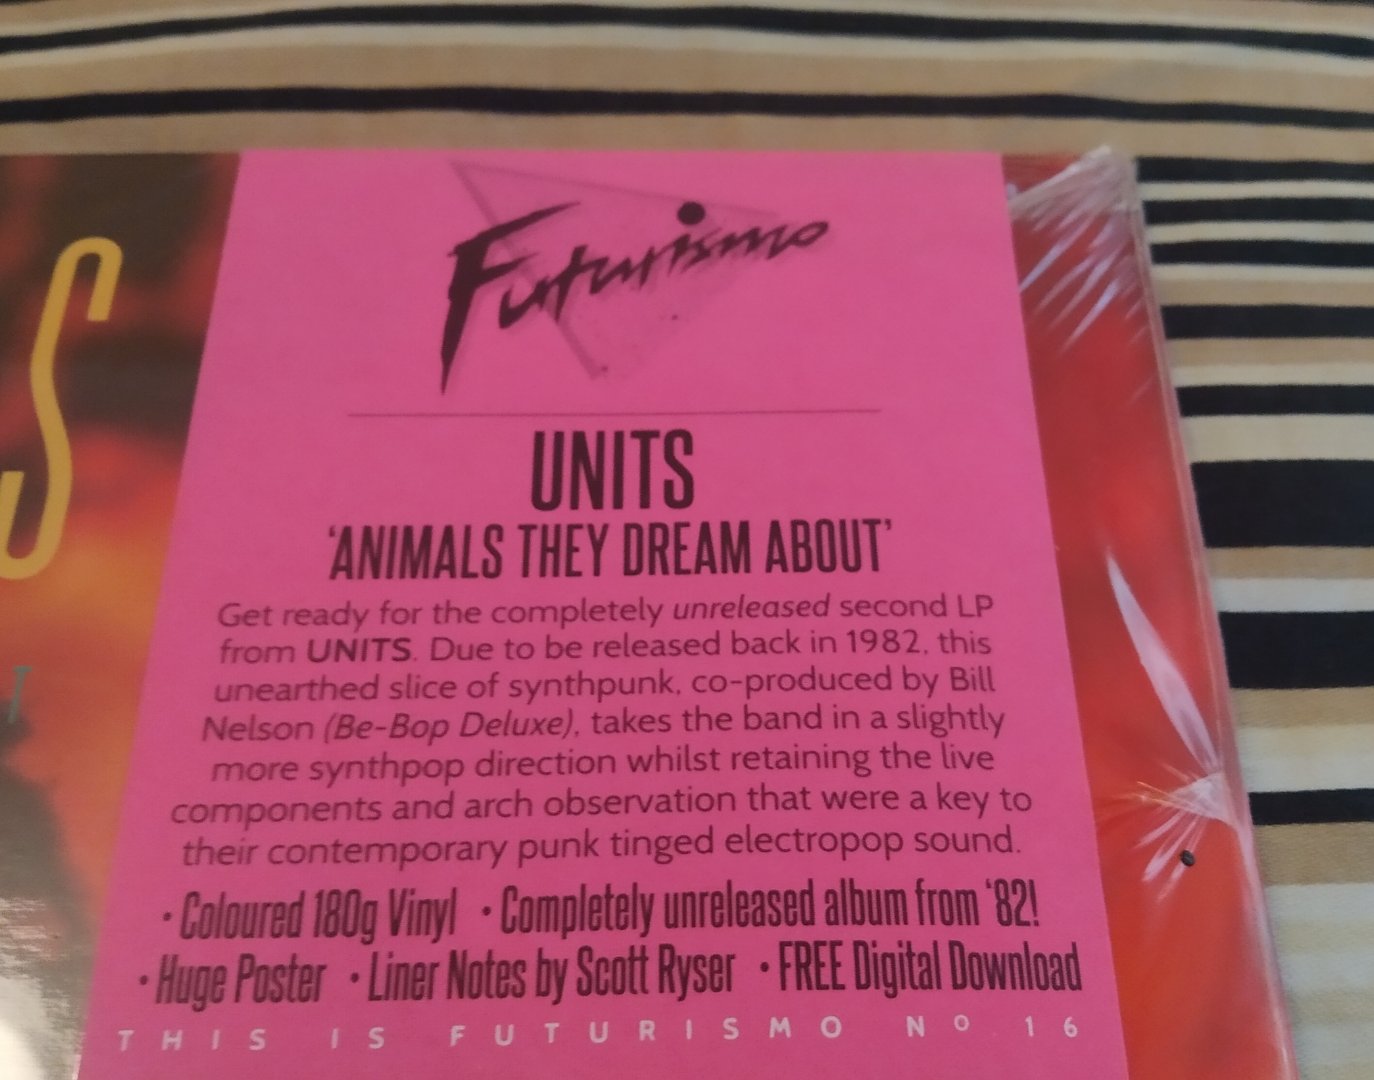 Futurismo
UNITS
‘ANIMALS THEY DREAM ABOUT’
Get ready for the completely unreleased second LP
from UNITS. Due to be released back in 1982, this
unearthed slice of synthpunk, co-produced by Bill
Nelson (Be-Bop Deluxe), takes the band in a slightly
more synthpop direction whilst retaining the live
components and arch observation that were a key to
their contemporary punk tinged electropop sound.
• Coloured 180g Vinyl • Completely unreleased album from ‘82!
• Huge Poster • Liner Notes by Scott Ryser • FREE Digital Download
THIS IS FUTURISMO Nº 16
S
T